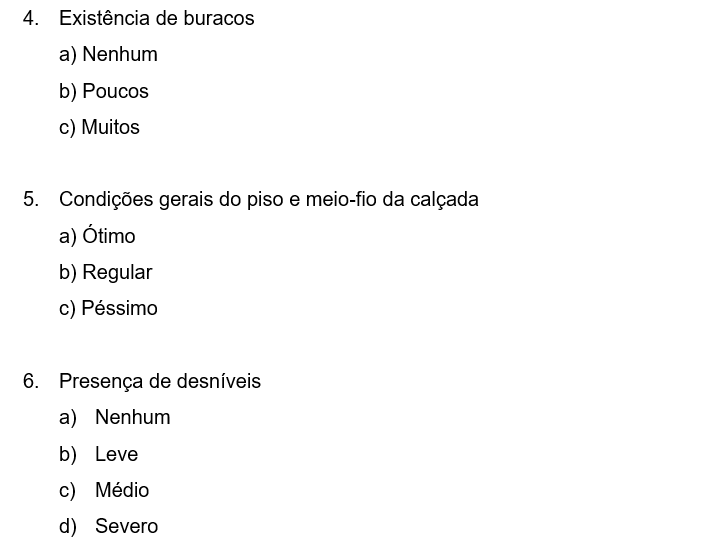 4. Existência de buracos
a) Nenhum
b) Poucos
c) Muitos
5. Condições gerais do piso e meio-fio da calçada
a) Ótimo
b) Regular
c) Péssimo
6. Presença de desníveis
a) Nenhum
b) Leve
c) Médio
d) Severo